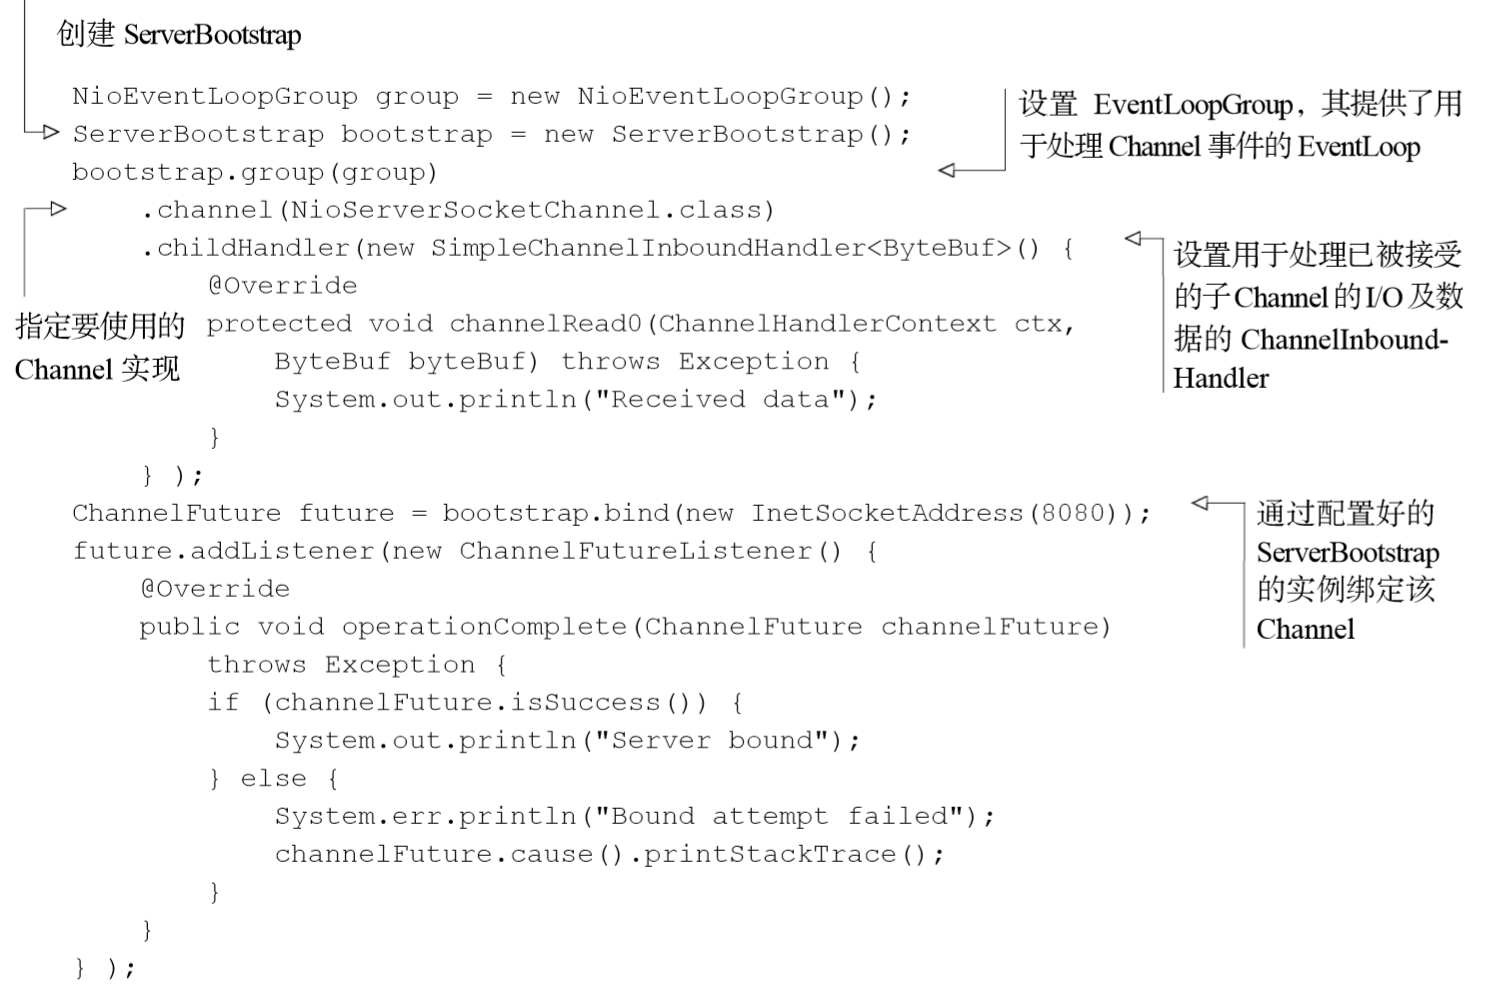 创建 ServerBootstrap
NioEventLoopGroup group = new NioEventLoopGroup();
ServerBootstrap bootstrap = new ServerBootstrap();
bootstrap.group(group)
设置 EventLoopGroup，其提供了用
于处理 Channel 事件的 EventLoop
.channel(NioServerSocketChannel.class)
.childHandler(new SimpleChannelInboundHandler<ByteBuf>() {
设置用于处理已被接受
的子 Channel 的 I/O 及数
据的 ChannelInbound-
Handler
指定要使用的
Channel 实现
@Override
protected void channelRead0(ChannelHandlerContext ctx,
ByteBuf byteBuf) throws Exception {
System.out.println("Received data");
}
} );
ChannelFuture future = bootstrap.bind(new InetSocketAddress(8080));
通过配置好的
ServerBootstrap
的实例绑定该
Channel
future.addListener(new ChannelFutureListener() {
@Override
public void operationComplete(ChannelFuture channelFuture)
throws Exception {
if (channelFuture.isSuccess()) {
System.out.println("Server bound");
} else {
System.err.println("Bound attempt failed");
channelFuture.cause().printStackTrace();
}
}
} );